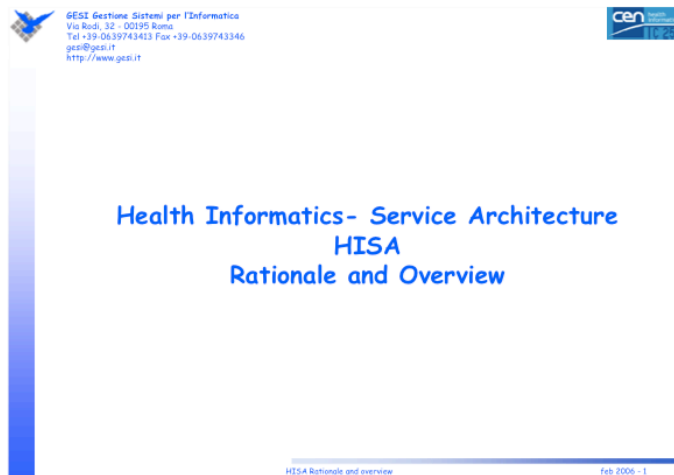 GESI Gestione Sistemi per l'Informatica
Via Rodi, 32 - 00195 Roma
Tel +39-0639743413 Fax +39-0639743346
gesi@gesi.it
http://www.gesi.it
cen health
Health Informatics- Service Architecture
HISA
Rationale and Overview
HISA Rationale and overview
feb 2006 - 1